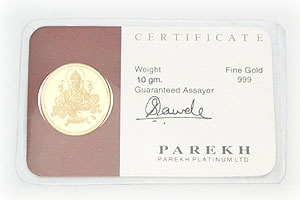 CERTIFICATE
Weight Fine Gold
10 gm. 999
Guaranteed Assayer
PAREKH
PAREKH PLATINUM LTD.